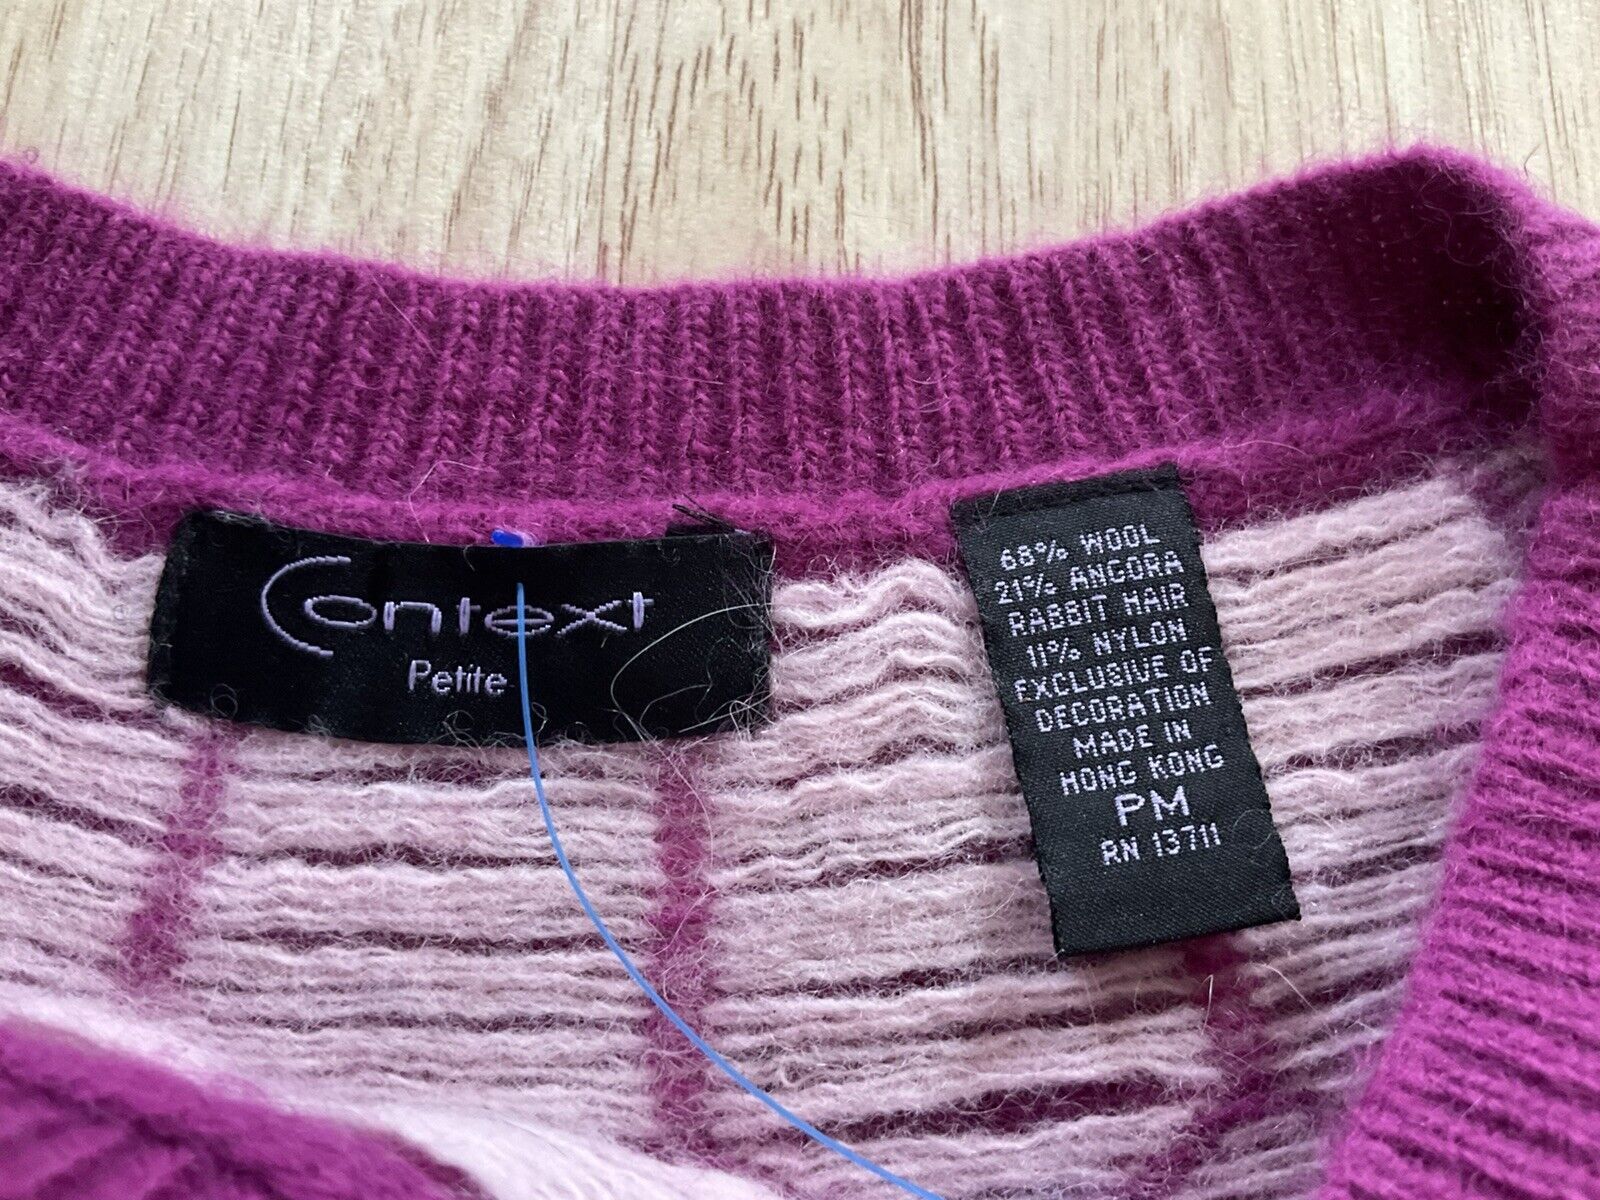 Context
Petite
68% WOOL
21% ANGORA
RABBIT HAIR
11% NYLON
EXCLUSIVE OF
DECORATION
MADE IN
HONG KONG
PM
RN 13711